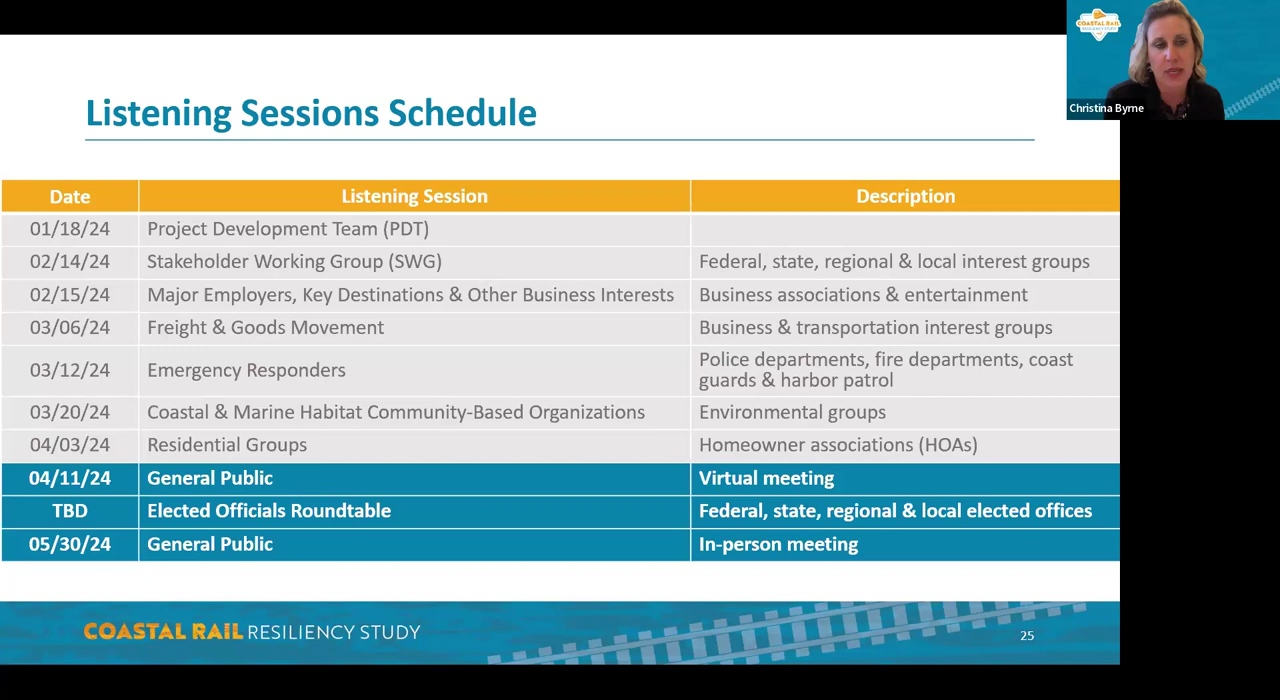 COASTAL RAIL
RESILIENCY STUDY
Christina Byrne
Listening Sessions Schedule
Date Listening Session Description
01/18/24 Project Development Team (PDT)
02/14/24 Stakeholder Working Group (SWG) Federal, state, regional & local interest groups
02/15/24 Major Employers, Key Destinations & Other Business Interests Business associations & entertainment
03/06/24 Freight & Goods Movement Business & transportation interest groups
03/12/24 Emergency Responders Police departments, fire departments, coast
guards & harbor patrol
03/20/24 Coastal & Marine Habitat Community-Based Organizations Environmental groups
04/03/24 Residential Groups Homeowner associations (HOAs)
04/11/24 General Public Virtual meeting
TBD Elected Officials Roundtable Federal, state, regional & local elected offices
05/30/24 General Public In-person meeting
COASTAL RAIL RESILIENCY STUDY
25